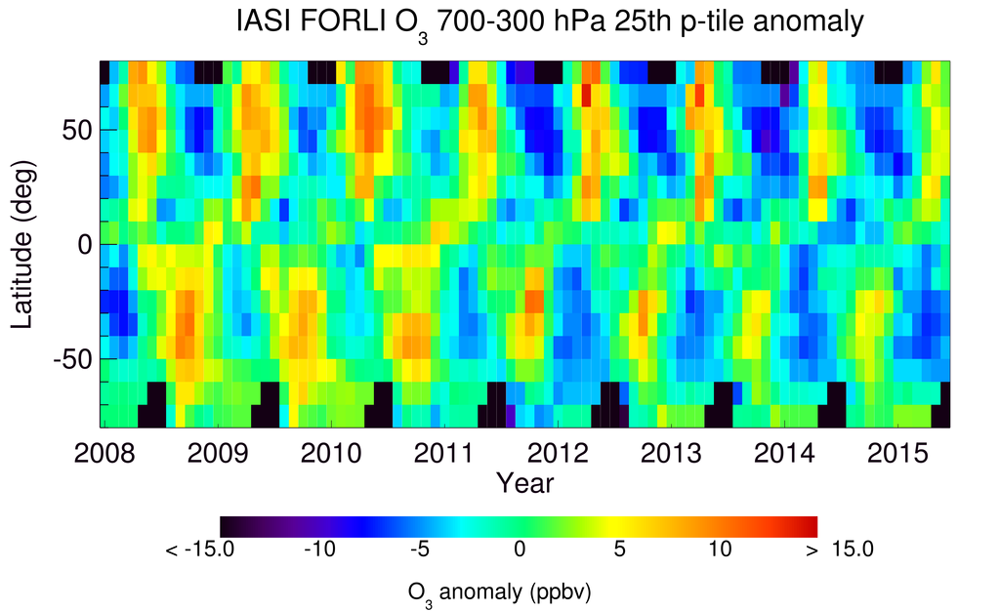 IASI FORLI O₃ 700-300 hPa 25th p-tile anomaly
50
0
-50
Latitude (deg)
2008 2009 2010 2011 2012 2013 2014 2015
Year
< -15.0 -10 -5 0 5 10 > 15.0
O₃ anomaly (ppbv)